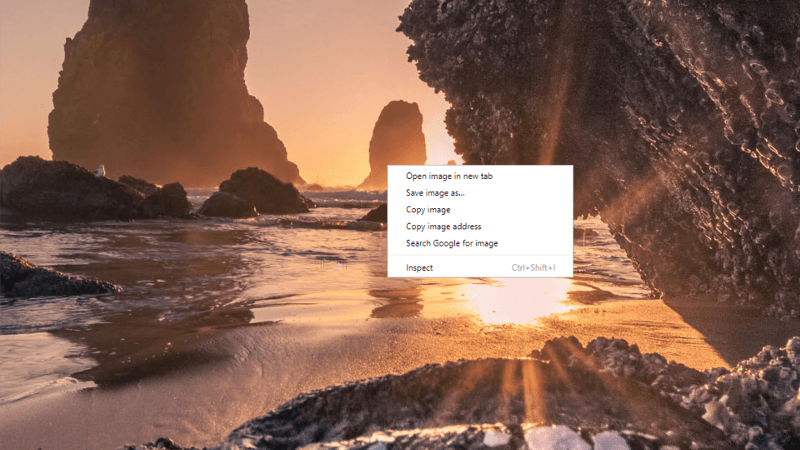 Open image in new tab
Save image as...
Copy image
Copy image address
Search Google for image
Inspect Ctrl+Shift+I